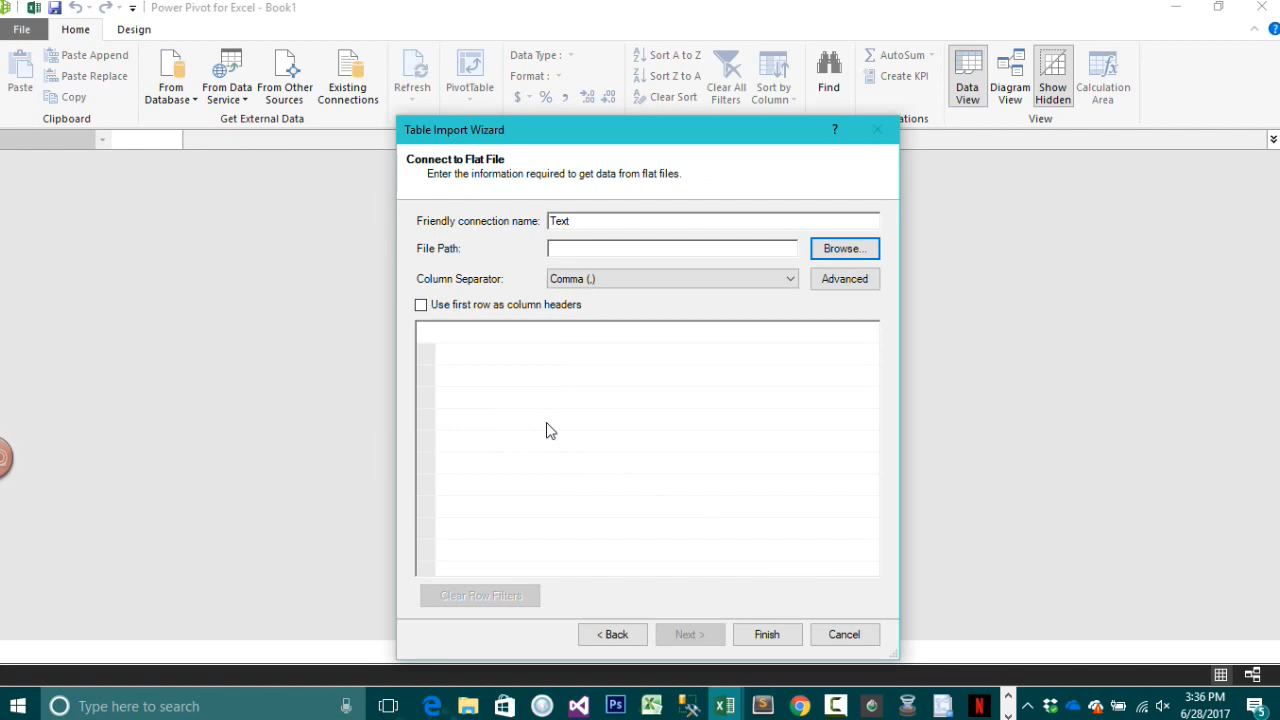 Power Pivot for Excel - Book1
File Home Design
Paste
Paste Append
Paste Replace
Copy
Clipboard
From Database
From Data Service
From Other Sources
Existing Connections
Get External Data
Refresh
PivotTable
Data Type :
Format :
$ % ,
Sort A to Z
Sort Z to A
Clear Sort
Clear All Filters
Sort by Column
Find
AutoSum
Create KPI
ations
Data View
Diagram View
Show Hidden
Calculation Area
View
Table Import Wizard
Connect to Flat File
Enter the information required to get data from flat files.
Friendly connection name: Text
File Path: Browse...
Column Separator: Comma (,) Advanced
Use first row as column headers
Clear Row Filters
< Back Next > Finish Cancel
Type here to search
3:36 PM
6/28/2017